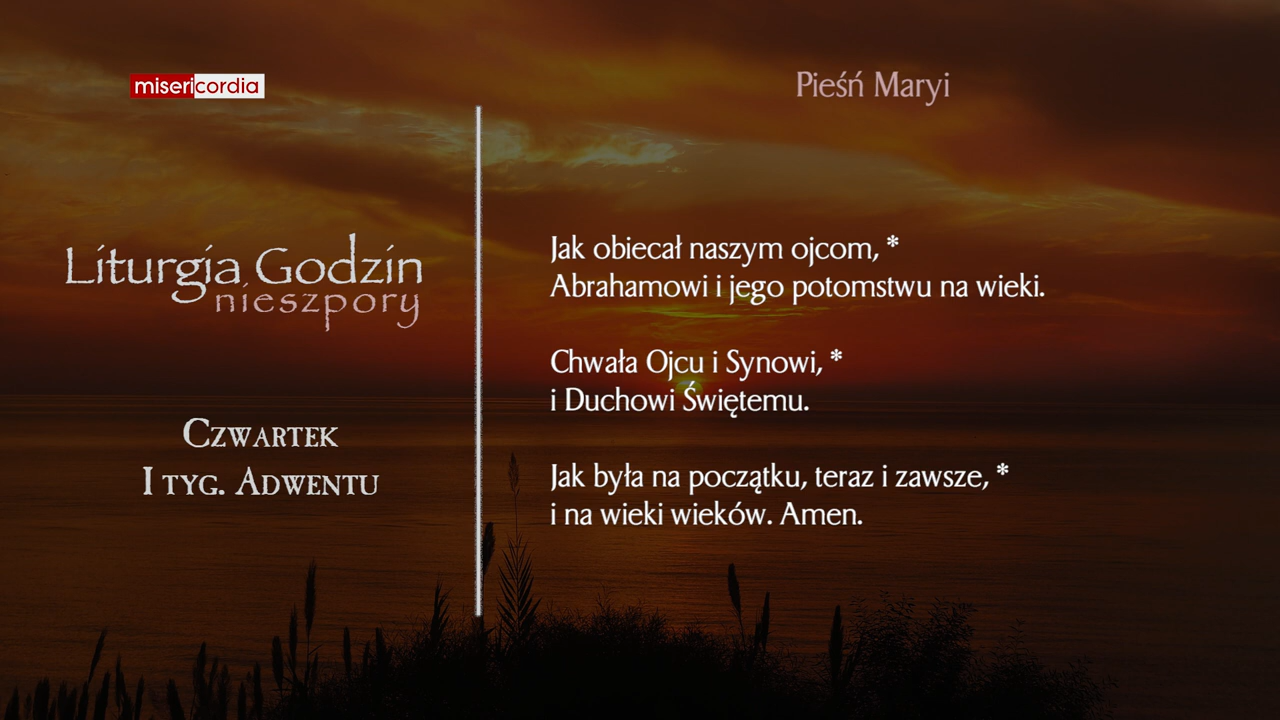 misericordia
Pieśń Maryi
Liturgia Godzin
nieszpory
Czwartek
I tyg. Adwentu
Jak obiecał naszym ojcom, *
Abrahamowi i jego potomstwu na wieki.
Chwała Ojcu i Synowi, *
i Duchowi Świętemu.
Jak była na początku, teraz i zawsze, *
i na wieki wieków. Amen.